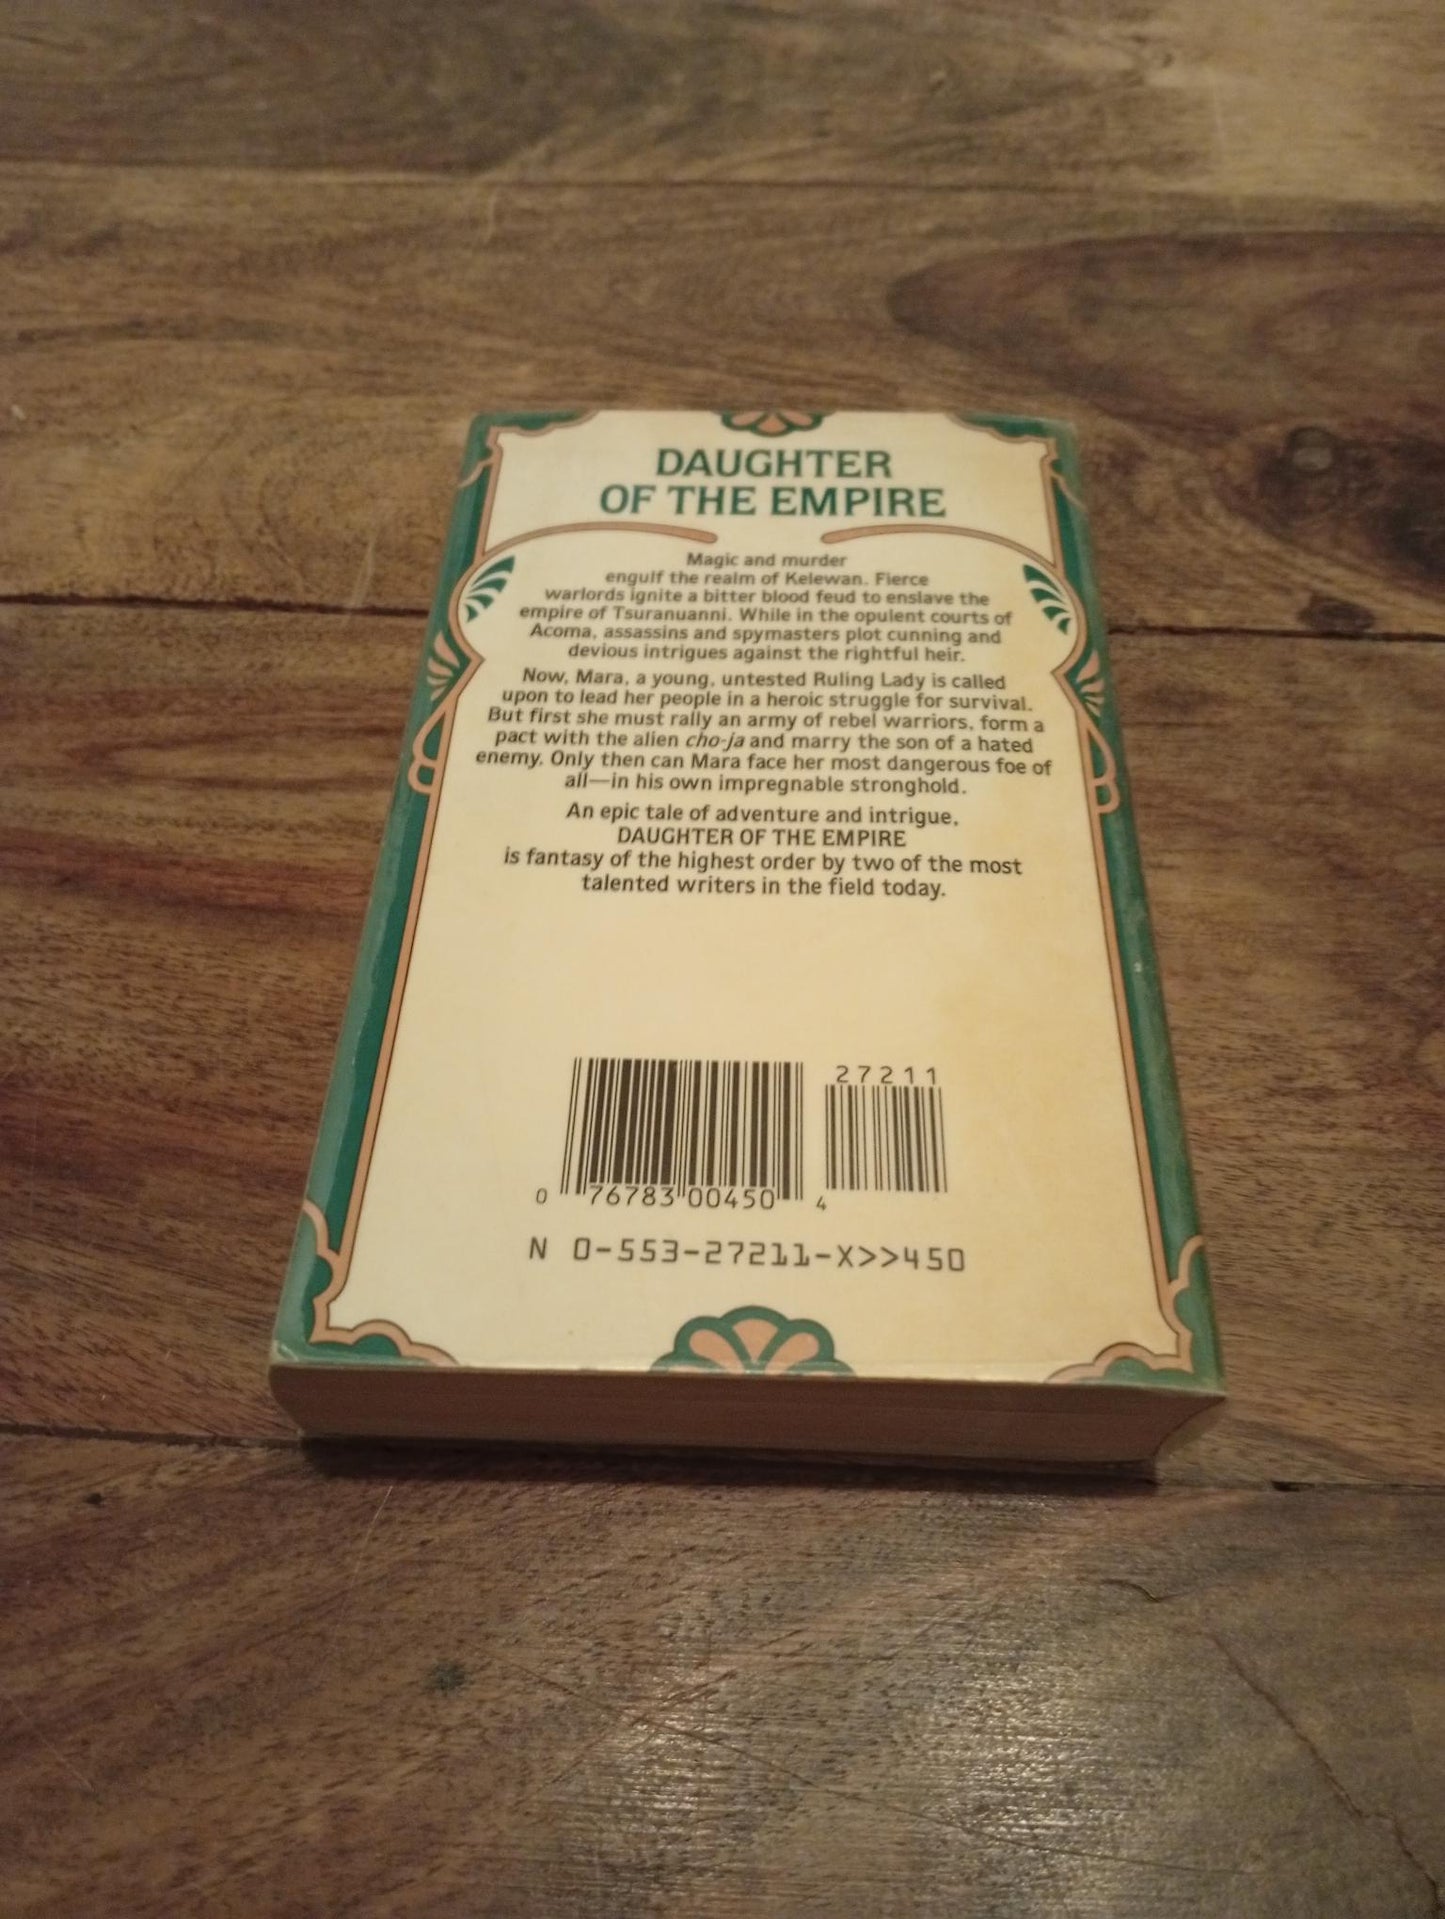 DAUGHTER
OF THE EMPIRE
Magic and murder
engulf the realm of Kelewan. Fierce
warlords ignite a bitter blood feud to enslave the
empire of Tsuranuanni. While in the opulent courts of
Acoma, assassins and spymasters plot cunning and
devious intrigues against the rightful heir.
Now, Mara, a young, untested Ruling Lady is called
upon to lead her people in a heroic struggle for survival.
But first she must rally an army of rebel warriors, form a
pact with the alien cho-ja and marry the son of a hated
enemy. Only then can Mara face her most dangerous foe of
all—in his own impregnable stronghold.
An epic tale of adventure and intrigue,
DAUGHTER OF THE EMPIRE
is fantasy of the highest order by two of the most
talented writers in the field today.
27211
0 76783 00450 4
N 0-553-27211-X>>450